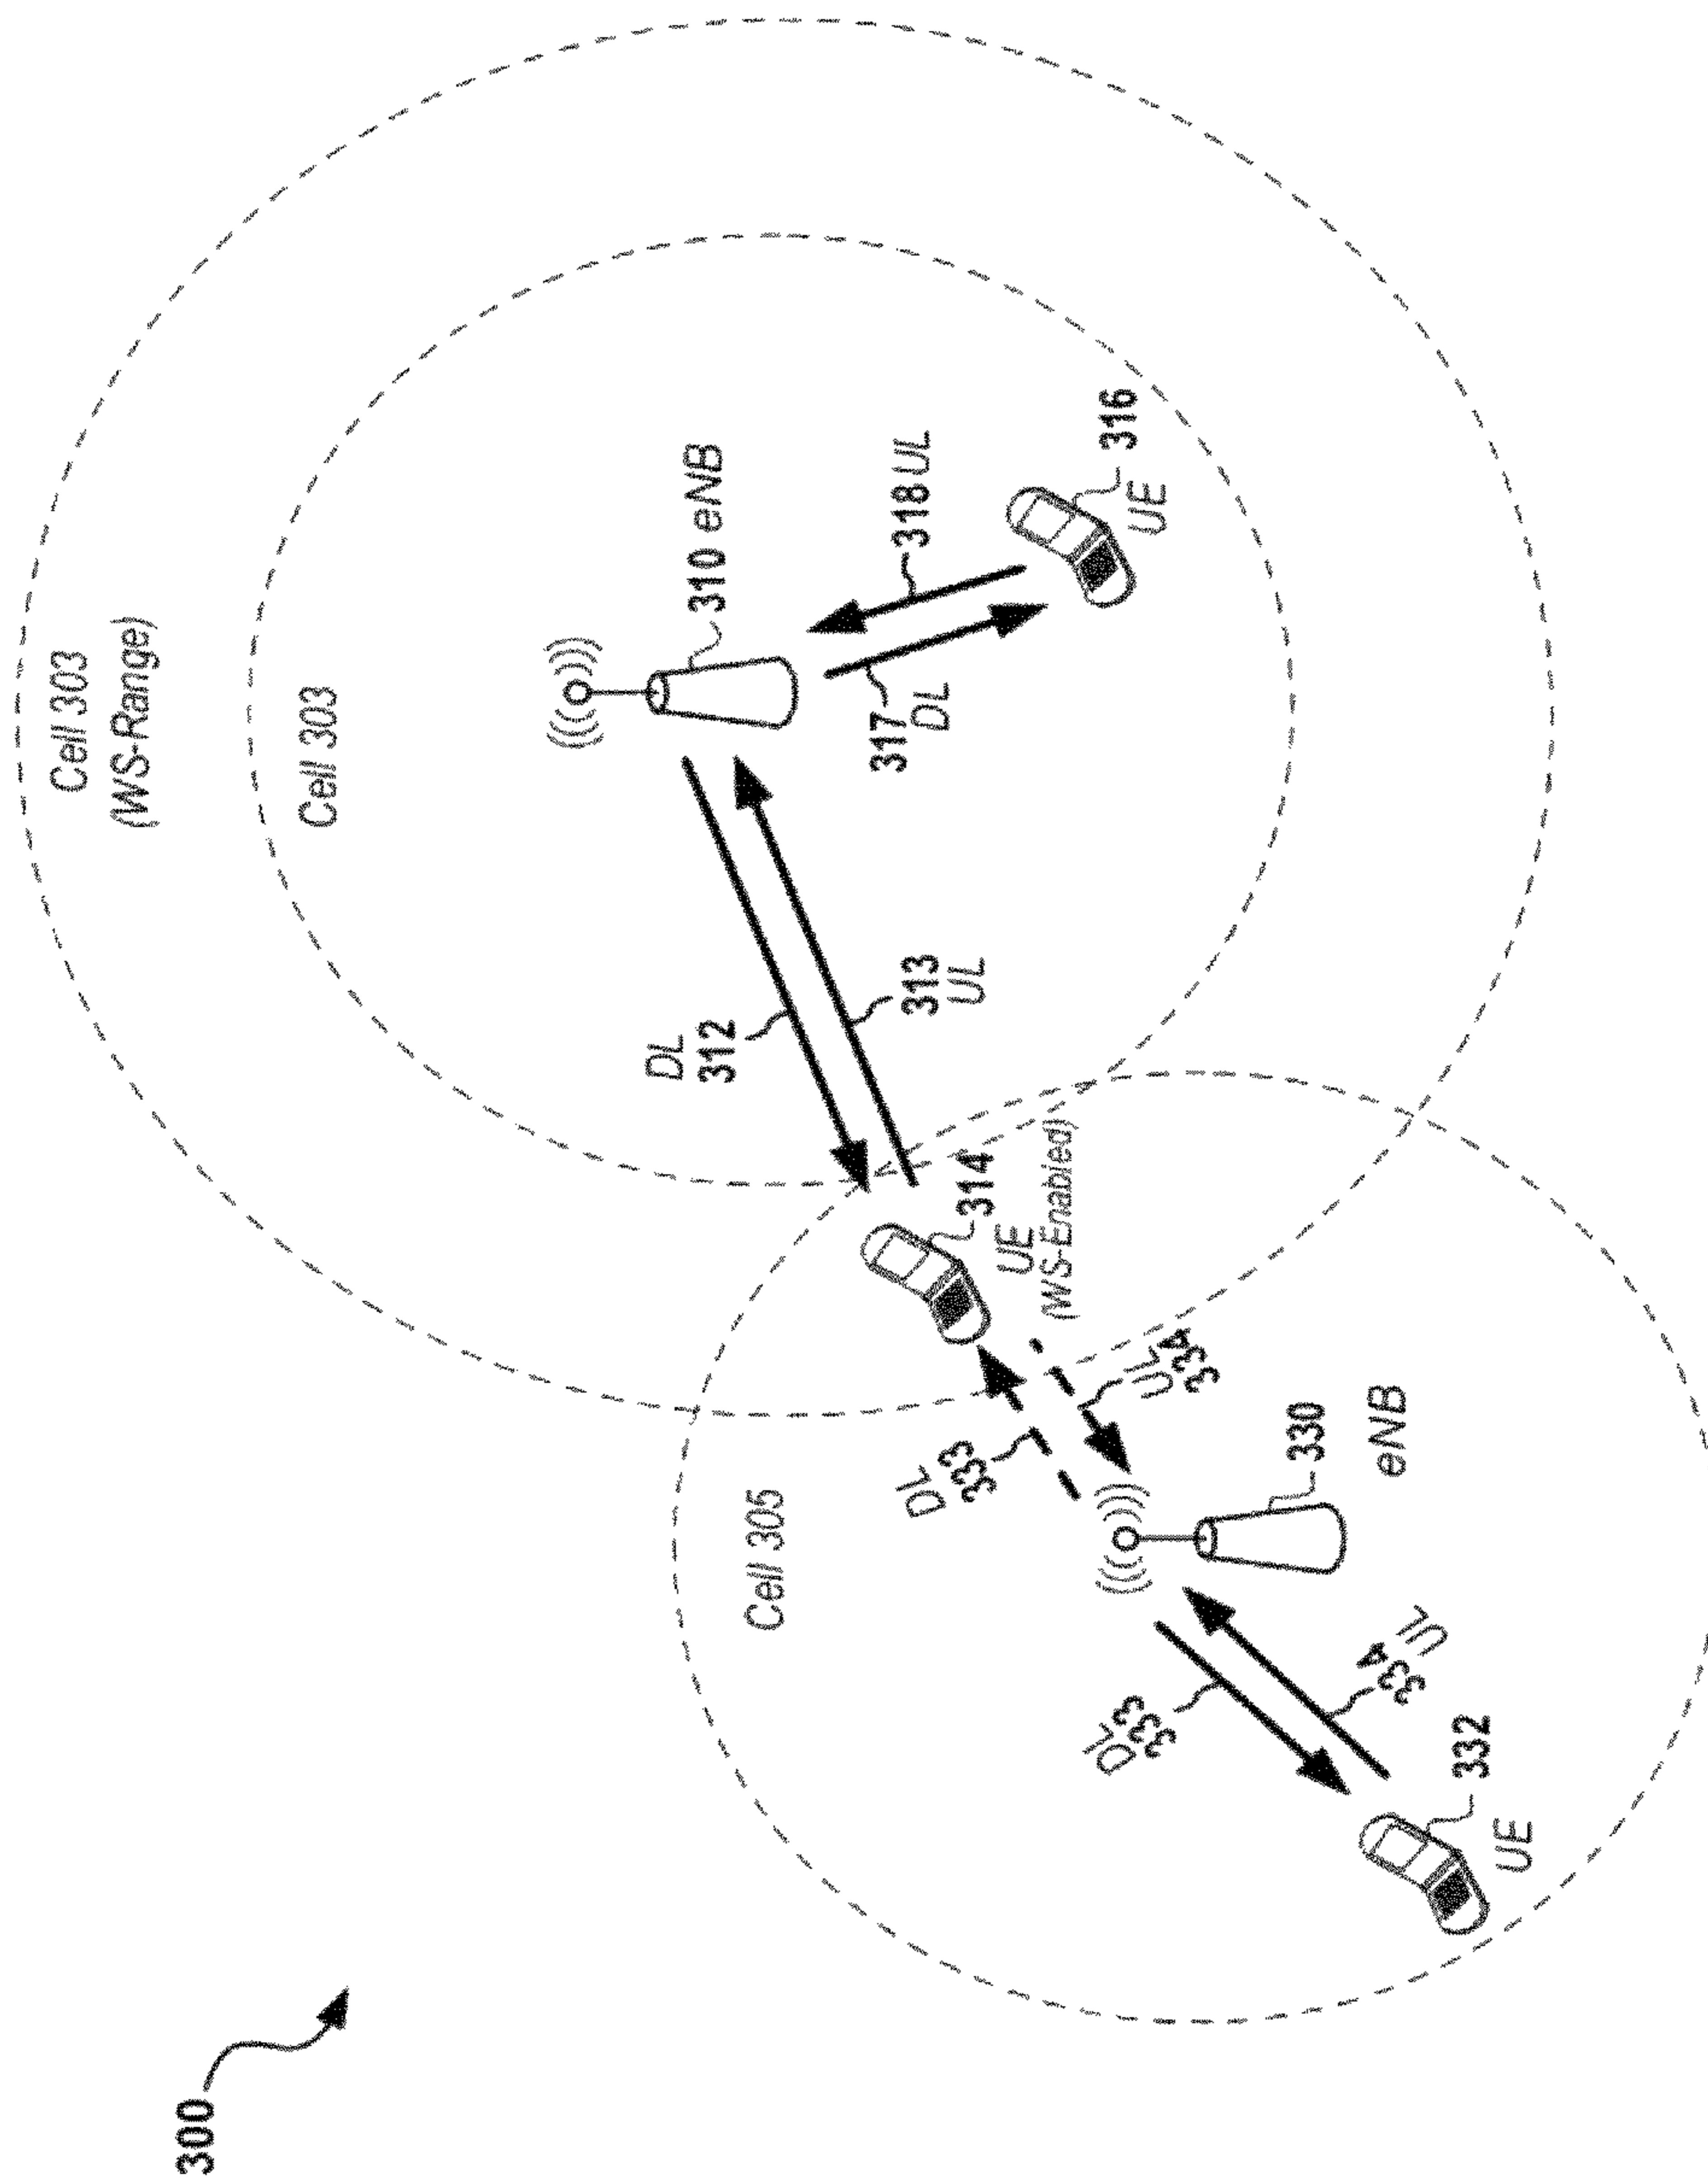 300
Cell 303
(WS-Range)
Cell 303
310 eNB
318 UL
317
DL
316
UE
DL
312
313
UL
314
UE
(WS-Enabled)
Cell 305
DL
333
UL
334
330
eNB
DL
333
334
UL
332
UE